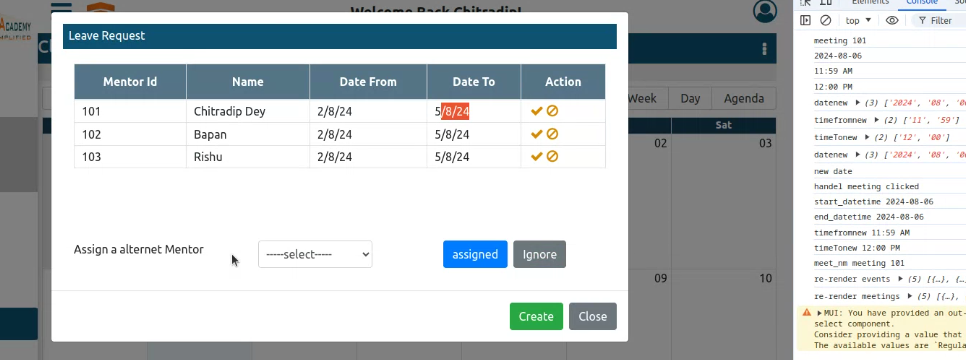 Welcome Back Chitradip!
ACADEMY
Leave Request
Mentor Id Name Date From Date To Action
101 Chitradip Dey 2/8/24 5/8/24
102 Bapan 2/8/24 5/8/24
103 Rishu 2/8/24 5/8/24
Assign a alternet Mentor -----select----- assigned Ignore
Create Close
Week Day Agenda
Sat
02 03
09 10
Elements Console
top Filter
meeting 101
2024-08-06
11:59 AM
12:00 PM
datenew (3) ['2024', '08',
timefromnew (2) ['11', '59']
timeTonew (2) ['12', '00']
datenew (3) ['2024', '08',
new date
handel meeting clicked
start_datetime 2024-08-06
end_datetime 2024-08-06
timefromnew 11:59 AM
timeTonew 12:00 PM
meet_nm meeting 101
re-render events (5) [{…}, {…
re-render meetings (5) [{…},
MUI: You have provided an out-
select component.
Consider providing a value that
The available values are `Regula